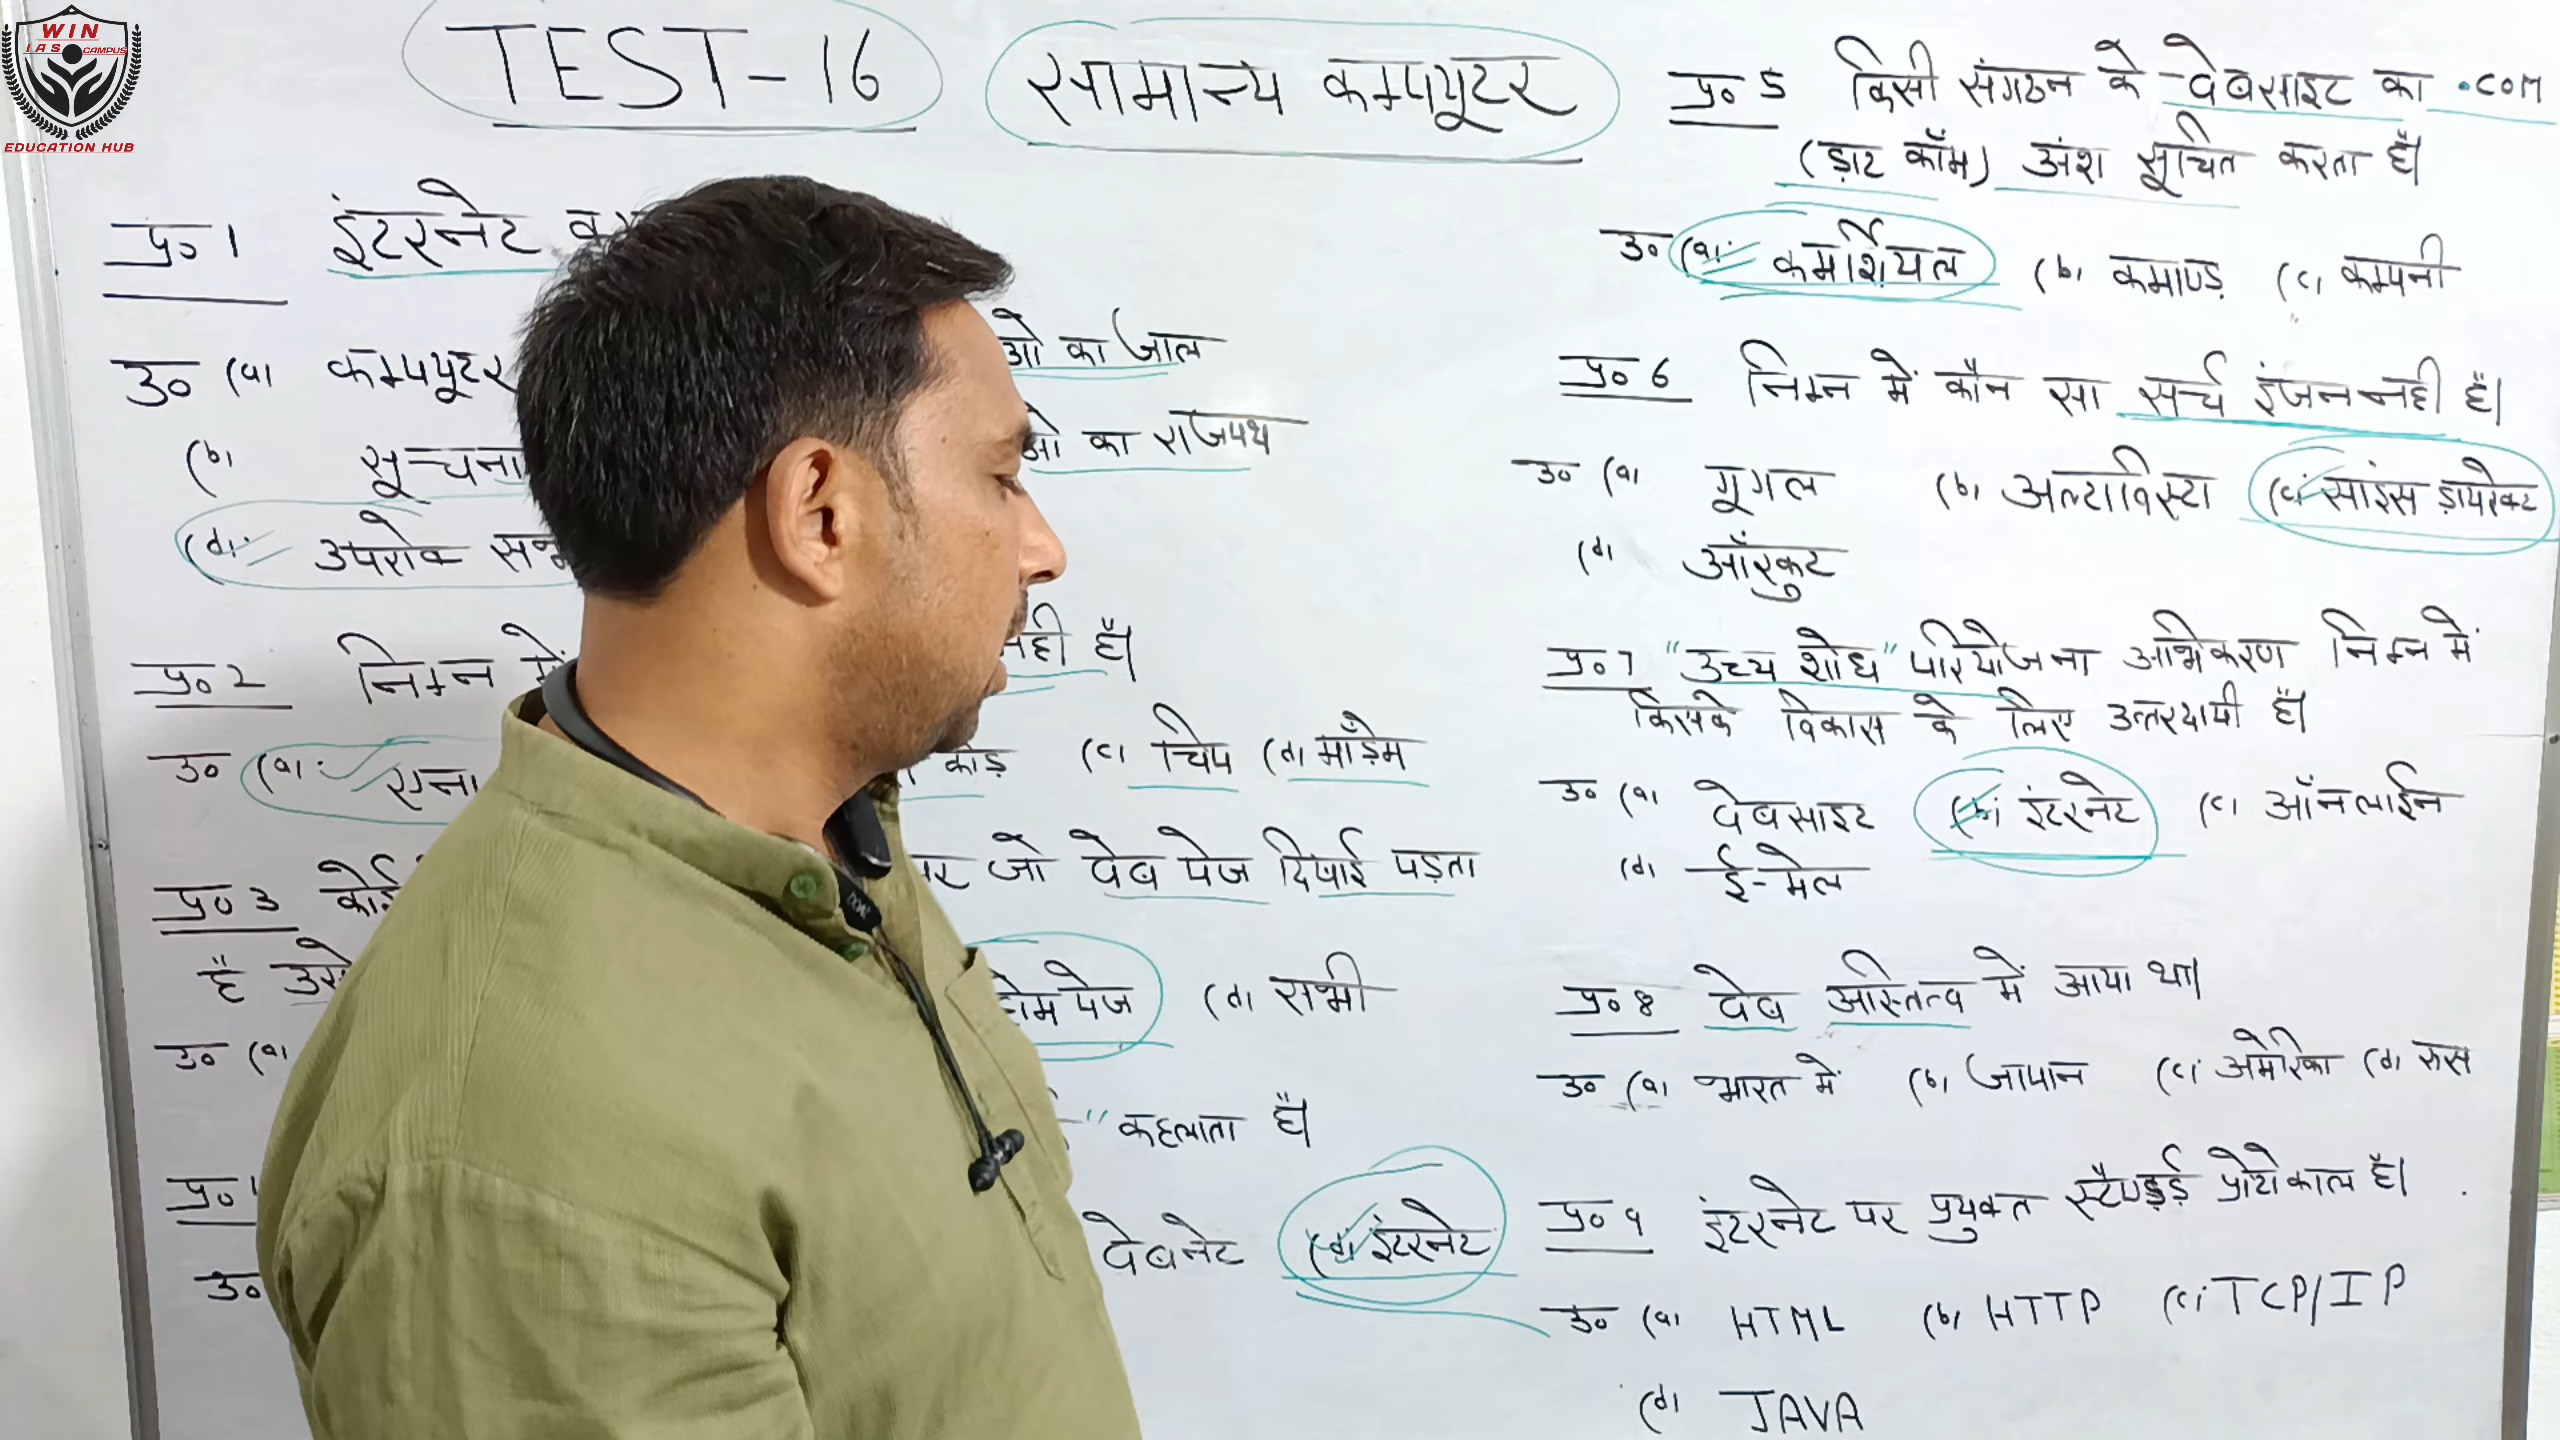 WIN
IAS CAMPUS
EDUCATION HUB
TEST-16 सामान्य कम्प्यूटर
प्र० 1 इंटरनेट
उ० (a) कम्प्यूटर ओ का जाल
(b) सूचना ओ का राजपथ
(d) उपरोक्त
प्र० 2 निम्न में नही है।
उ० (a) (c) चिप (d) मॉडेम
प्र० 3 कोई पर जो वेब पेज दिखाई पड़ता
है उसे
उ० (a) होम पेज (d) सभी
प्र० " कहलाता है।
उ० वेबनेट (d) इंटरनेट
प्र० 5 किसी संगठन के वेबसाइट का .com
(डाट कॉम) अंश सूचित करता है।
उ० (a) कमर्शियल (b) कमाण्ड (c) कम्पनी
प्र० 6 निम्न में कौन सा सर्च इंजन नही है।
उ० (a) गूगल (b) अल्टाविस्टा (c) सांइस डायरेक्ट
(d) ऑरकुट
प्र० 7 "उच्च शोध" परियोजना अभिकरण निम्न में
किसके विकास के लिए उत्तरदायी है।
उ० (a) वेबसाइट (b) इंटरनेट (c) ऑनलाईन
(d) ई-मेल
प्र० 8 वेब अस्तित्व में आया था।
उ० (a) भारत में (b) जापान (c) अमेरिका (d) रुस
प्र० 9 इंटरनेट पर प्रयुक्त स्टैण्डर्ड प्रोटोकाल है।
उ० (a) HTML (b) HTTP (c) TCP/IP
(d) JAVA